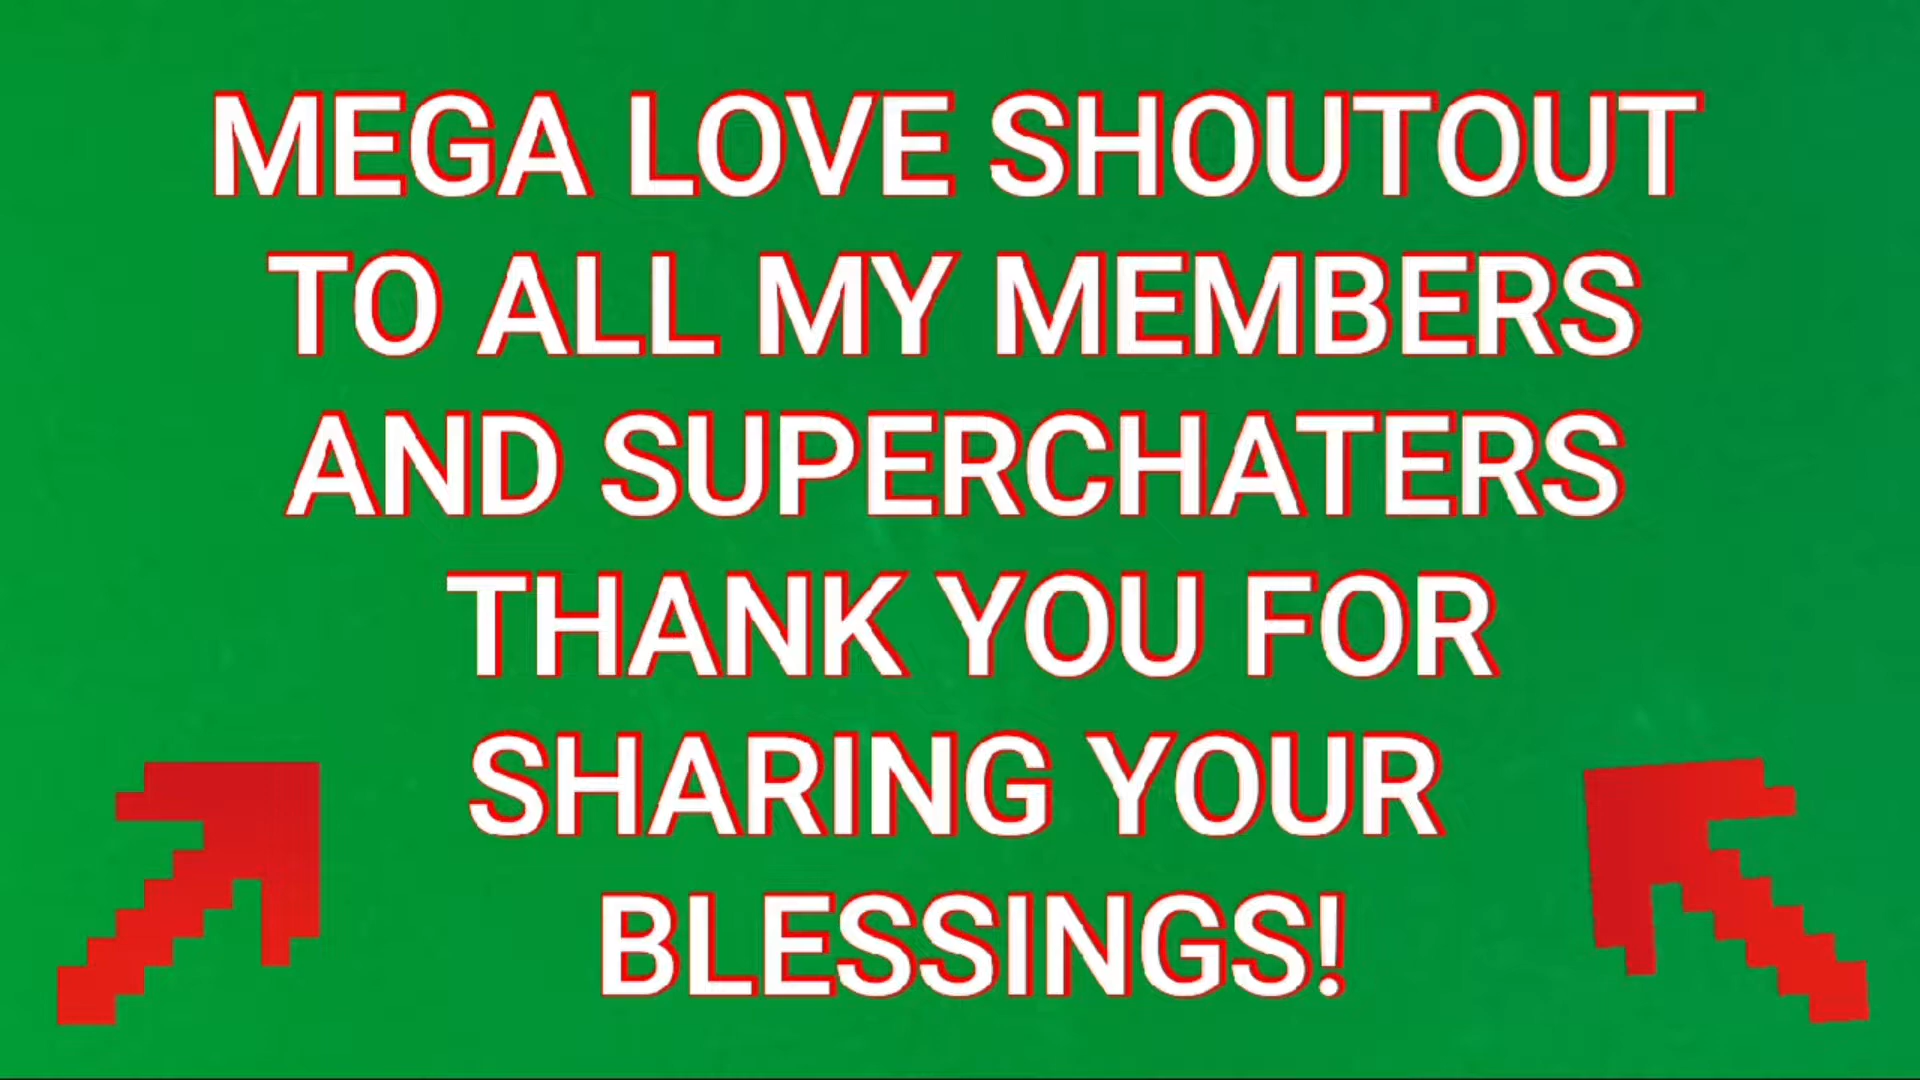 MEGA LOVE SHOUTOUT
TO ALL MY MEMBERS
AND SUPERCHATERS
THANK YOU FOR
SHARING YOUR
BLESSINGS!